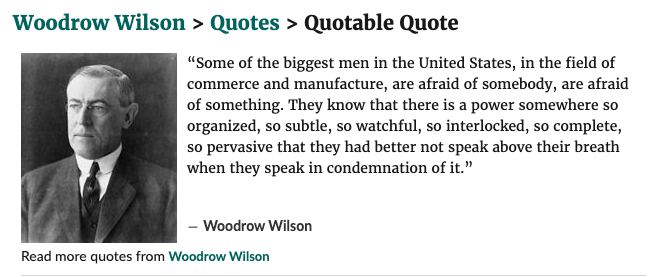 Woodrow Wilson > Quotes > Quotable Quote
“Some of the biggest men in the United States, in the field of
commerce and manufacture, are afraid of somebody, are afraid
of something. They know that there is a power somewhere so
organized, so subtle, so watchful, so interlocked, so complete,
so pervasive that they had better not speak above their breath
when they speak in condemnation of it.”
― Woodrow Wilson
Read more quotes from Woodrow Wilson